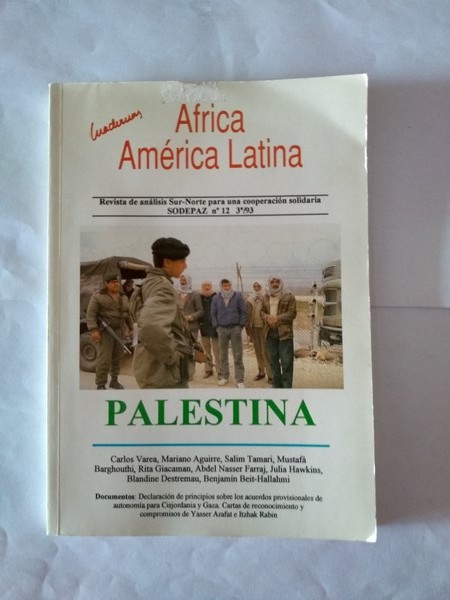 Cuadernos
Africa
América Latina
Revista de análisis Sur-Norte para una cooperación solidaria
SODEPAZ nº 12 3º/93
PALESTINA
Carlos Varea, Mariano Aguirre, Salim Tamari, Mustafá
Barghouthi, Rita Giacaman, Abdel Nasser Farraj, Julia Hawkins,
Blandine Destremau, Benjamín Beit-Hallahmi
Documentos: Declaración de principios sobre los acuerdos provisionales de
autonomía para Cisjordania y Gaza. Cartas de reconocimiento y
compromisos de Yasser Arafat e Itzhak Rabin